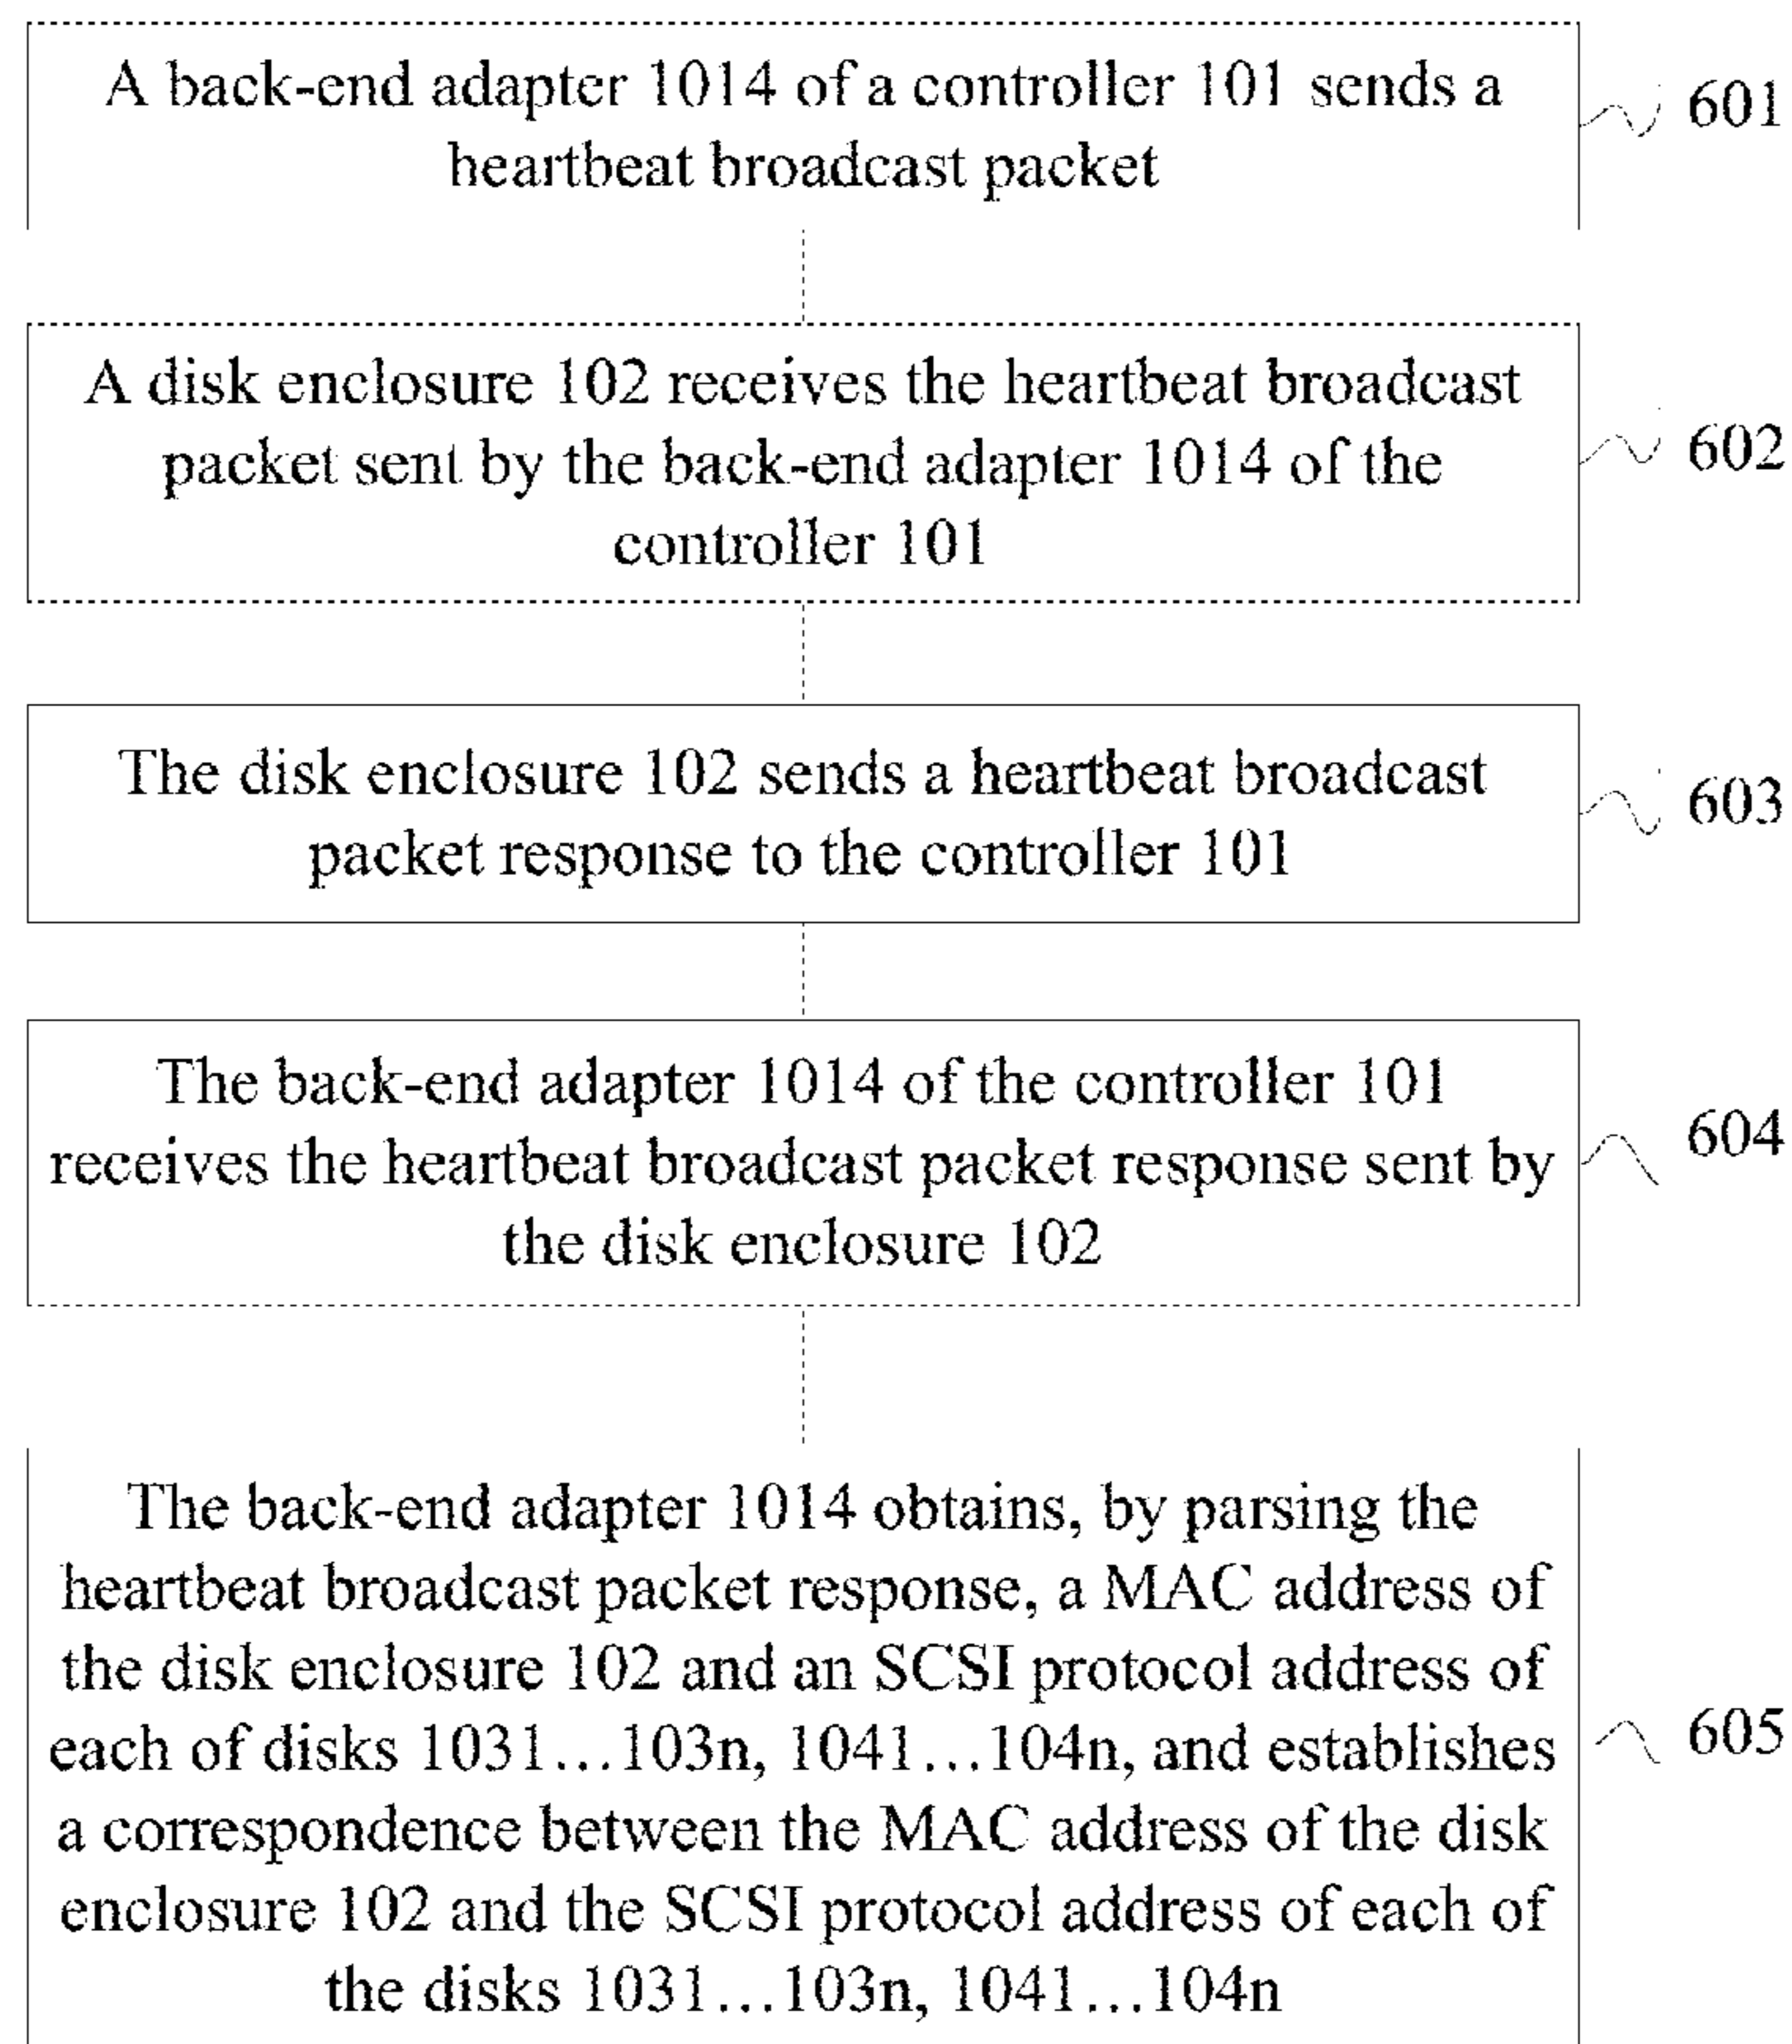 A back-end adapter 1014 of a controller 101 sends a
heartbeat broadcast packet
601
A disk enclosure 102 receives the heartbeat broadcast
packet sent by the back-end adapter 1014 of the
controller 101
602
The disk enclosure 102 sends a heartbeat broadcast
packet response to the controller 101
603
The back-end adapter 1014 of the controller 101
receives the heartbeat broadcast packet response sent by
the disk enclosure 102
604
The back-end adapter 1014 obtains, by parsing the
heartbeat broadcast packet response, a MAC address of
the disk enclosure 102 and an SCSI protocol address of
each of disks 1031...103n, 1041...104n, and establishes
a correspondence between the MAC address of the disk
enclosure 102 and the SCSI protocol address of each of
the disks 1031...103n, 1041...104n
605